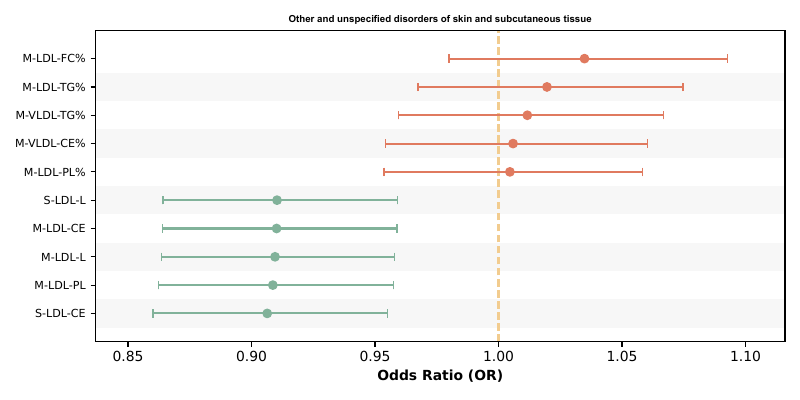 Other and unspecified disorders of skin and subcutaneous tissue
M-LDL-FC%
M-LDL-TG%
M-VLDL-TG%
M-VLDL-CE%
M-LDL-PL%
S-LDL-L
M-LDL-CE
M-LDL-L
M-LDL-PL
S-LDL-CE
0.85 0.90 0.95 1.00 1.05 1.10
Odds Ratio (OR)